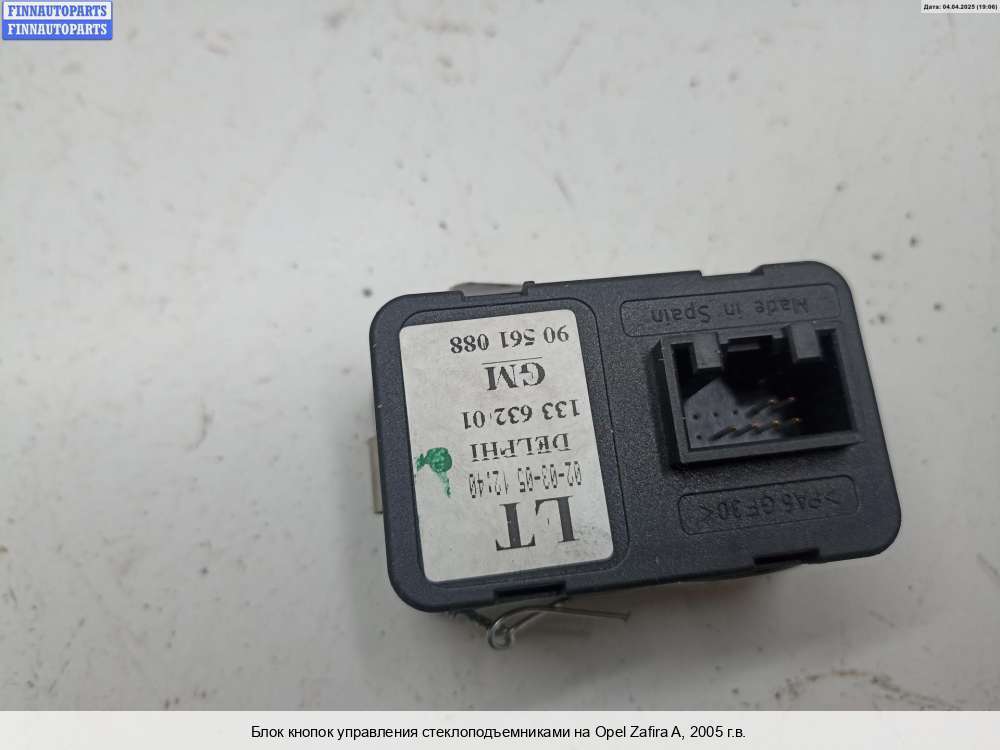 FINNAUTOPARTS
FINNAUTOPARTS
Дата: 04.04.2025 (19:06)
LT
02-03-05 12:40
DELPHI
133 632 01
GM
90 561 088
Made in Spain
>PA6 GF30<
Блок кнопок управления стеклоподъемниками на Opel Zafira A, 2005 г.в.